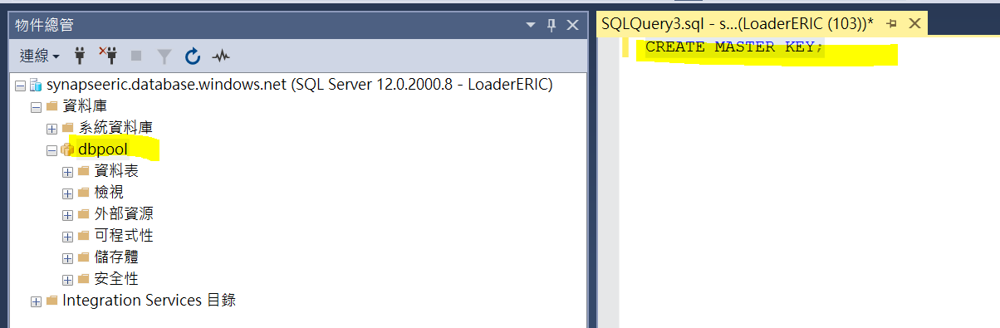 物件總管
連線
synapseeric.database.windows.net (SQL Server 12.0.2000.8 - LoaderERIC)
資料庫
系統資料庫
dbpool
資料表
檢視
外部資源
可程式性
儲存體
安全性
Integration Services 目錄
SQLQuery3.sql - s...(LoaderERIC (103))*
CREATE MASTER KEY;